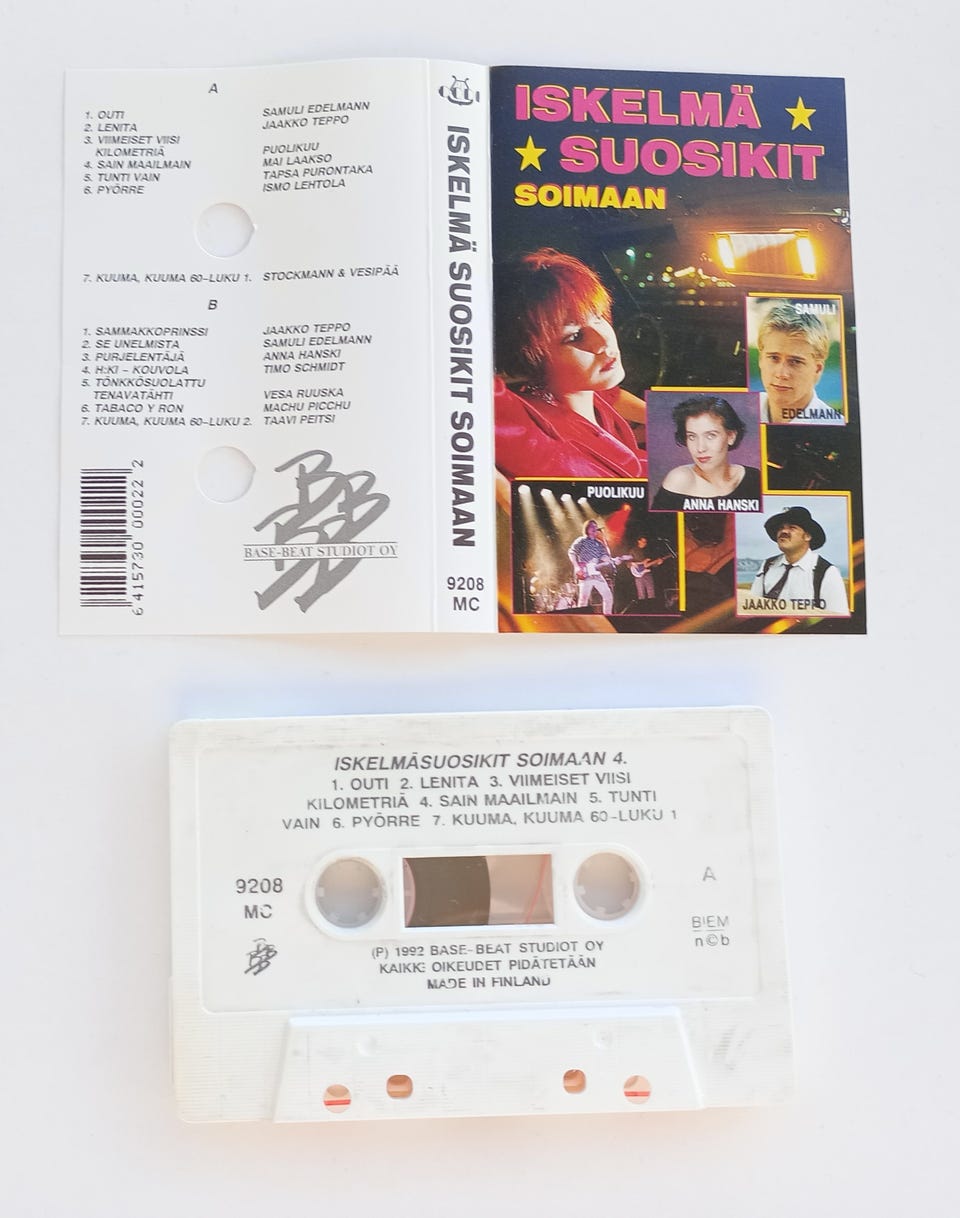 A
1. OUTI SAMULI EDELMANN
2. LENITA JAAKKO TEPPO
3. VIIMEISET VIISI
KILOMETRIÄ PUOLIKUU
4. SAIN MAAILMAIN MAI LAAKSO
5. TUNTI VAIN TAPSA PURONTAKA
6. PYÖRRE ISMO LEHTOLA
7. KUUMA, KUUMA 60-LUKU 1. STOCKMANN & VESIPÄÄ
B
1. SAMMAKKOPRINSSI JAAKKO TEPPO
2. SE UNELMISTA SAMULI EDELMANN
3. PURJELENTÄJÄ ANNA HANSKI
4. H:KI - KOUVOLA TIMO SCHMIDT
5. TÖNKKÖSUOLATTU
TENAVATÄHTI VESA RUUSKA
6. TABACO Y RON MACHU PICCHU
7. KUUMA, KUUMA 60-LUKU 2. TAAVI PEITSI
6 415730 00022 2
BASE-BEAT STUDIOT OY
ISKELMÄ SUOSIKIT SOIMAAN
9208
MC
ISKELMÄ
SUOSIKIT
SOIMAAN
SAMULI
EDELMANN
ANNA HANSKI
PUOLIKUU
JAAKKO TEPPO
ISKELMÄSUOSIKIT SOIMAAN 4.
1. OUTI 2. LENITA 3. VIIMEISET VIISI
KILOMETRIÄ 4. SAIN MAAILMAIN 5. TUNTI
VAIN 6. PYÖRRE 7. KUUMA, KUUMA 60-LUKU 1
9208
MC
A
BIEM
n©b
(P) 1992 BASE-BEAT STUDIOT OY
KAIKKI OIKEUDET PIDÄTETÄÄN
MADE IN FINLAND